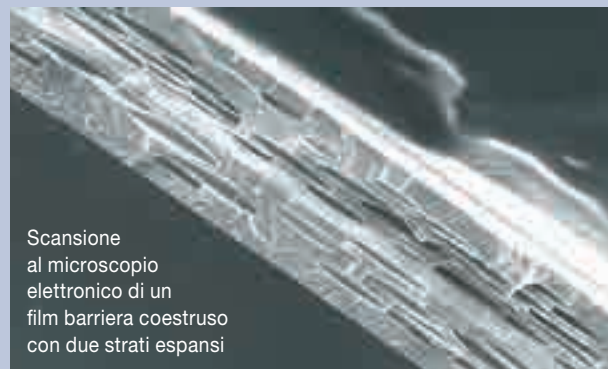 Scansione
al microscopio
elettronico di un
film barriera coestruso
con due strati espansi